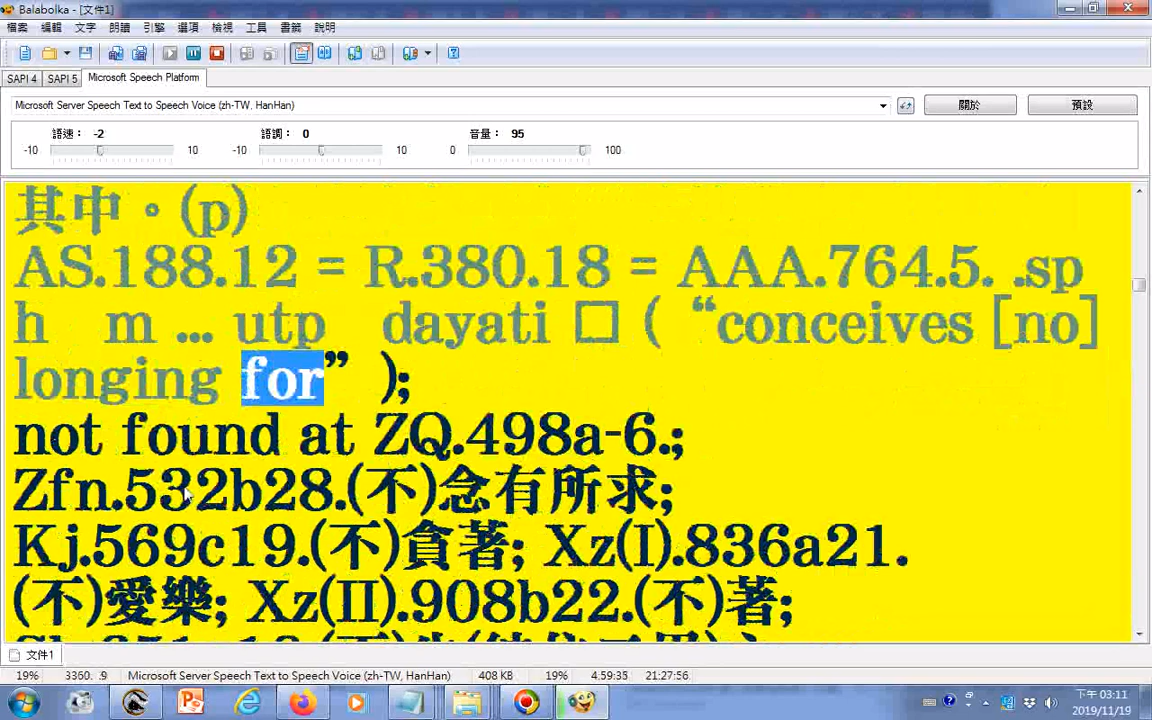 Balabolka - [文件1]
檔案 編輯 文字 朗讀 引擎 選項 檢視 工具 書籤 說明
SAPI 4 SAPI 5 Microsoft Speech Platform
Microsoft Server Speech Text to Speech Voice (zh-TW, HanHan)
關於 預設
語速： -2 語調： 0 音量： 95
-10 10 -10 10 0 100
其中。(p)
AS.188.12 = R.380.18 = AAA.764.5. .sp
h m ... utp dayati □ ( “conceives [no]
longing for” );
not found at ZQ.498a-6.;
Zfn.532b28.(不)念有所求;
Kj.569c19.(不)貪著; Xz(I).836a21.
(不)愛樂; Xz(II).908b22.(不)著;
文件1
19% 3360. .9 Microsoft Server Speech Text to Speech Voice (zh-TW, HanHan) 408 KB 19% 4:59:35 21:27:56.
下午 03:11
2019/11/19